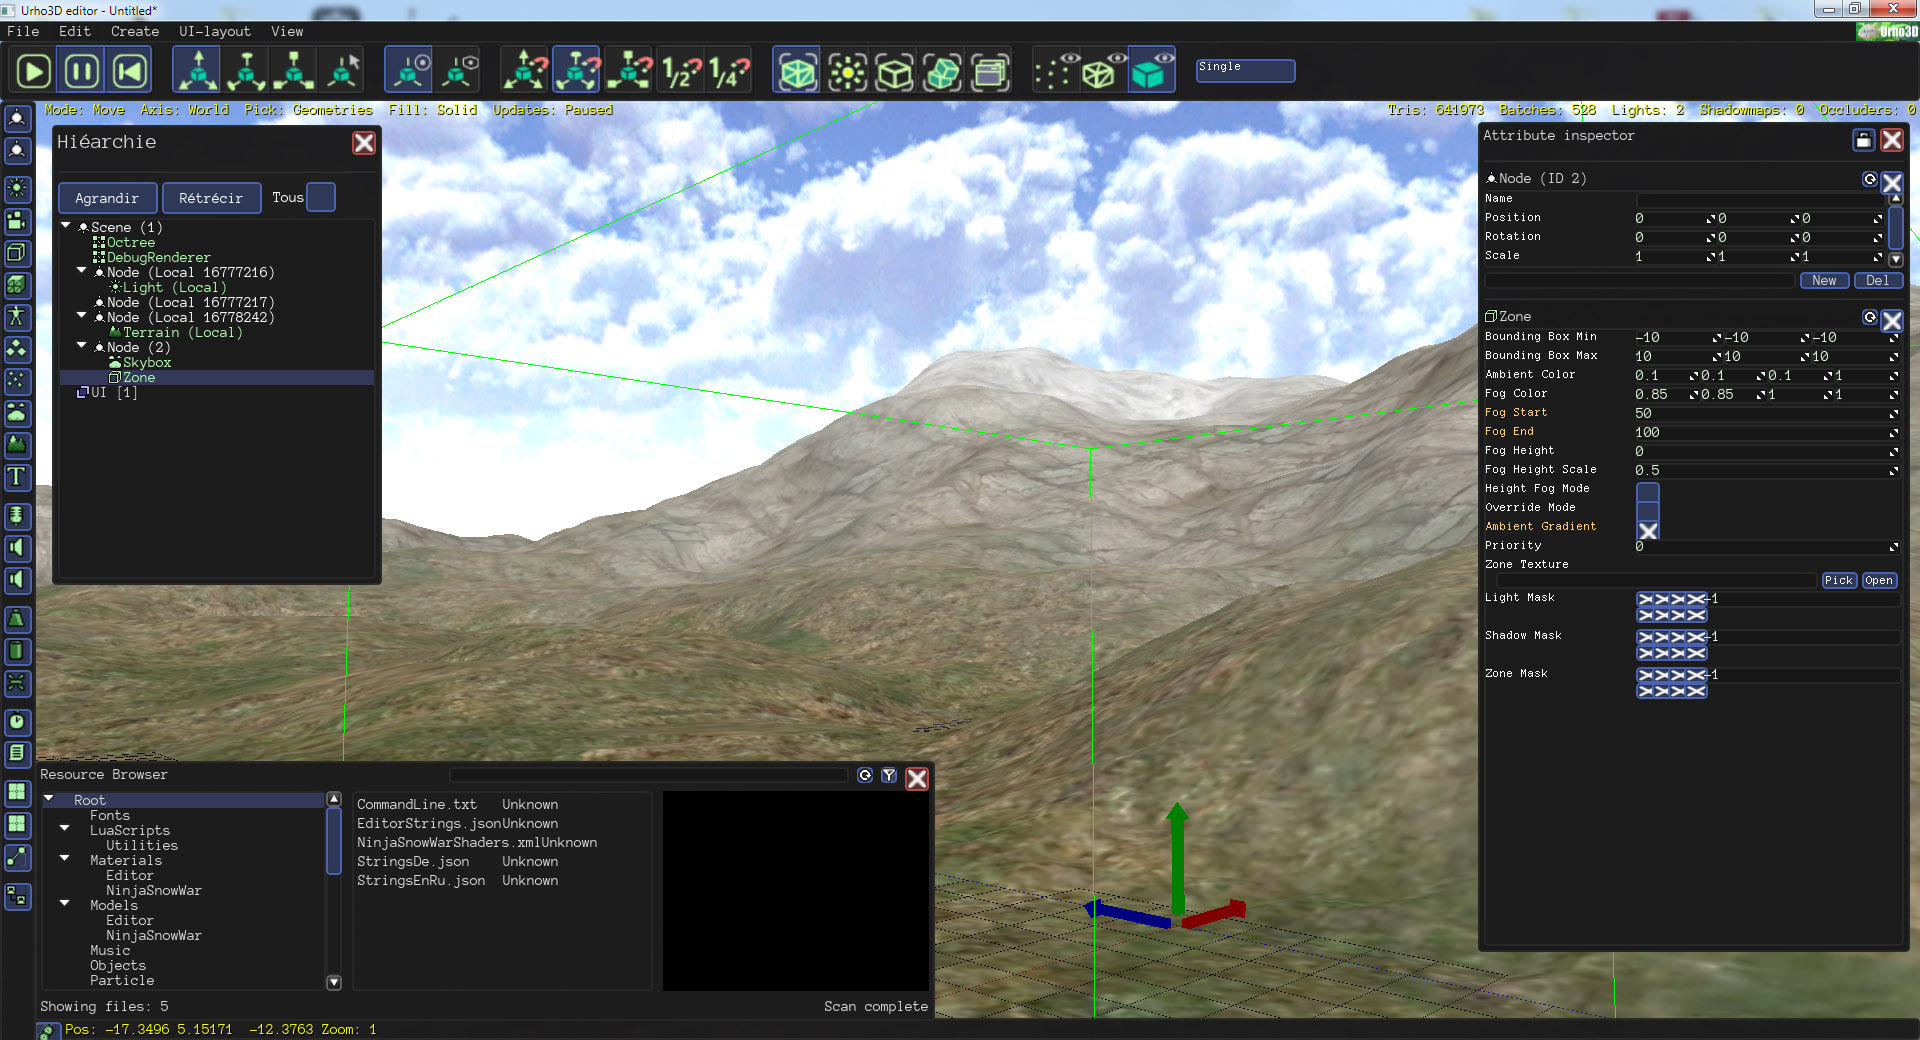 Urho3D editor - Untitled*
File Edit Create UI-layout View
Urho3D
1/2 1/4
Single
Mode: Move Axis: World Pick: Geometries Fill: Solid Updates: Paused
Tris: 641973 Batches: 528 Lights: 2 Shadowmaps: 0 Occluders: 0
Hiéarchie
Agrandir Rétrécir Tous
Scene (1)
Octree
DebugRenderer
Node (Local 16777216)
Light (Local)
Node (Local 16777217)
Node (Local 16778242)
Terrain (Local)
Node (2)
Skybox
Zone
UI [1]
Attribute inspector
Node (ID 2)
Name
Position 0 0 0
Rotation 0 0 0
Scale 1 1 1
New Del
Zone
Bounding Box Min -10 -10 -10
Bounding Box Max 10 10 10
Ambient Color 0.1 0.1 0.1 1
Fog Color 0.85 0.85 1 1
Fog Start 50
Fog End 100
Fog Height 0
Fog Height Scale 0.5
Height Fog Mode
Override Mode
Ambient Gradient
Priority 0
Zone Texture
Pick Open
Light Mask -1
Shadow Mask -1
Zone Mask -1
Resource Browser
Root
Fonts
LuaScripts
Utilities
Materials
Editor
NinjaSnowWar
Models
Editor
NinjaSnowWar
Music
Objects
Particle
CommandLine.txt Unknown
EditorStrings.json Unknown
NinjaSnowWarShaders.xml Unknown
StringsDe.json Unknown
StringsEnRu.json Unknown
Showing files: 5
Scan complete
Pos: -17.3496 5.15171 -12.3763 Zoom: 1